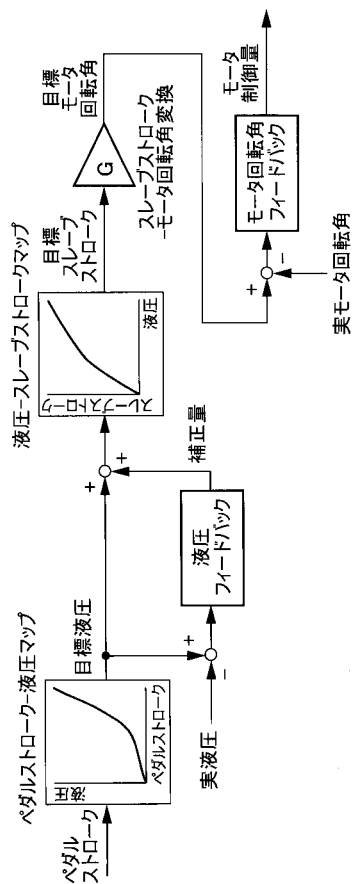 ペダルストローク-液圧マップ
ペダル
ストローク
液圧
ペダルストローク
目標液圧
実液圧
+
-
液圧
フィードバック
補正量
+
+
液圧-スレーブストロークマップ
スレーブストローク
液圧
目標
スレーブ
ストローク
G
スレーブストローク
-モータ回転角変換
目標
モータ
回転角
+
-
実モータ回転角
モータ回転角
フィードバック
モータ
制御量